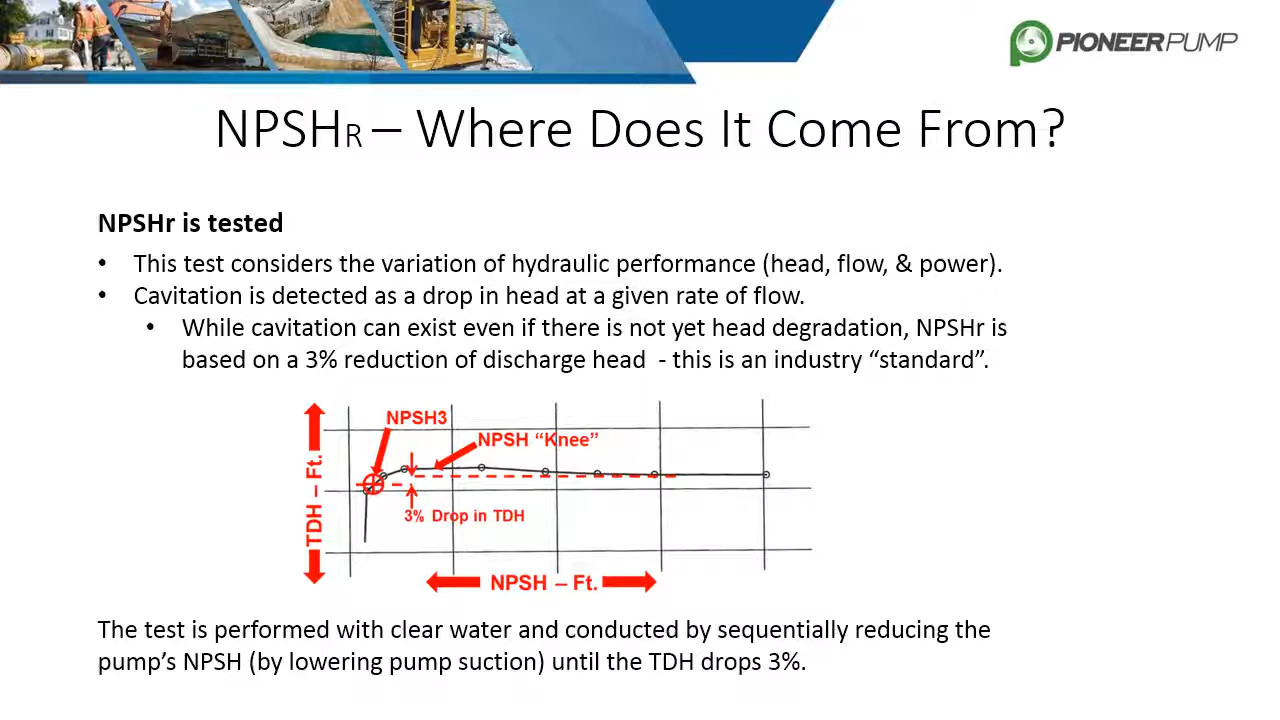 PIONEERPUMP
NPSHR – Where Does It Come From?
NPSHr is tested
• This test considers the variation of hydraulic performance (head, flow, & power).
• Cavitation is detected as a drop in head at a given rate of flow.
• While cavitation can exist even if there is not yet head degradation, NPSHr is
based on a 3% reduction of discharge head - this is an industry “standard”.
NPSH3
NPSH “Knee”
TDH – Ft.
3% Drop in TDH
NPSH – Ft.
The test is performed with clear water and conducted by sequentially reducing the
pump’s NPSH (by lowering pump suction) until the TDH drops 3%.